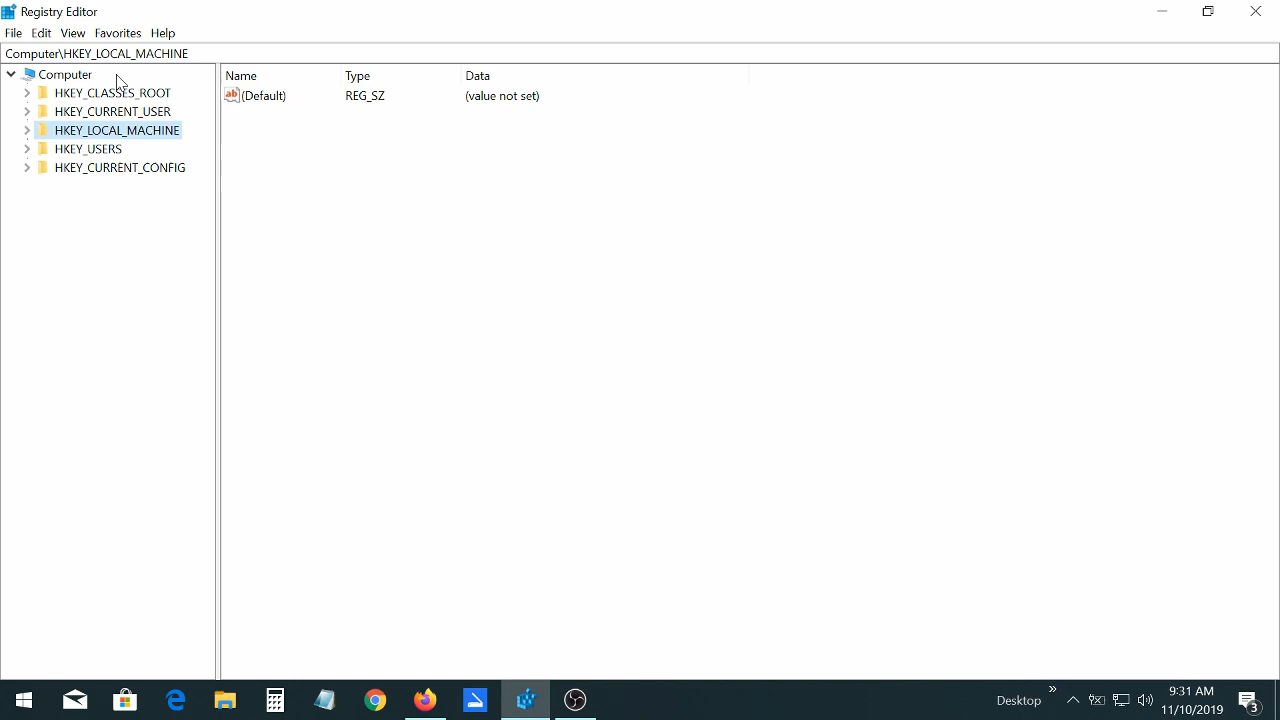 Registry Editor
File Edit View Favorites Help
Computer\HKEY_LOCAL_MACHINE
Computer
HKEY_CLASSES_ROOT
HKEY_CURRENT_USER
HKEY_LOCAL_MACHINE
HKEY_USERS
HKEY_CURRENT_CONFIG
Name Type Data
ab (Default) REG_SZ (value not set)
Desktop
9:31 AM
11/10/2019
3